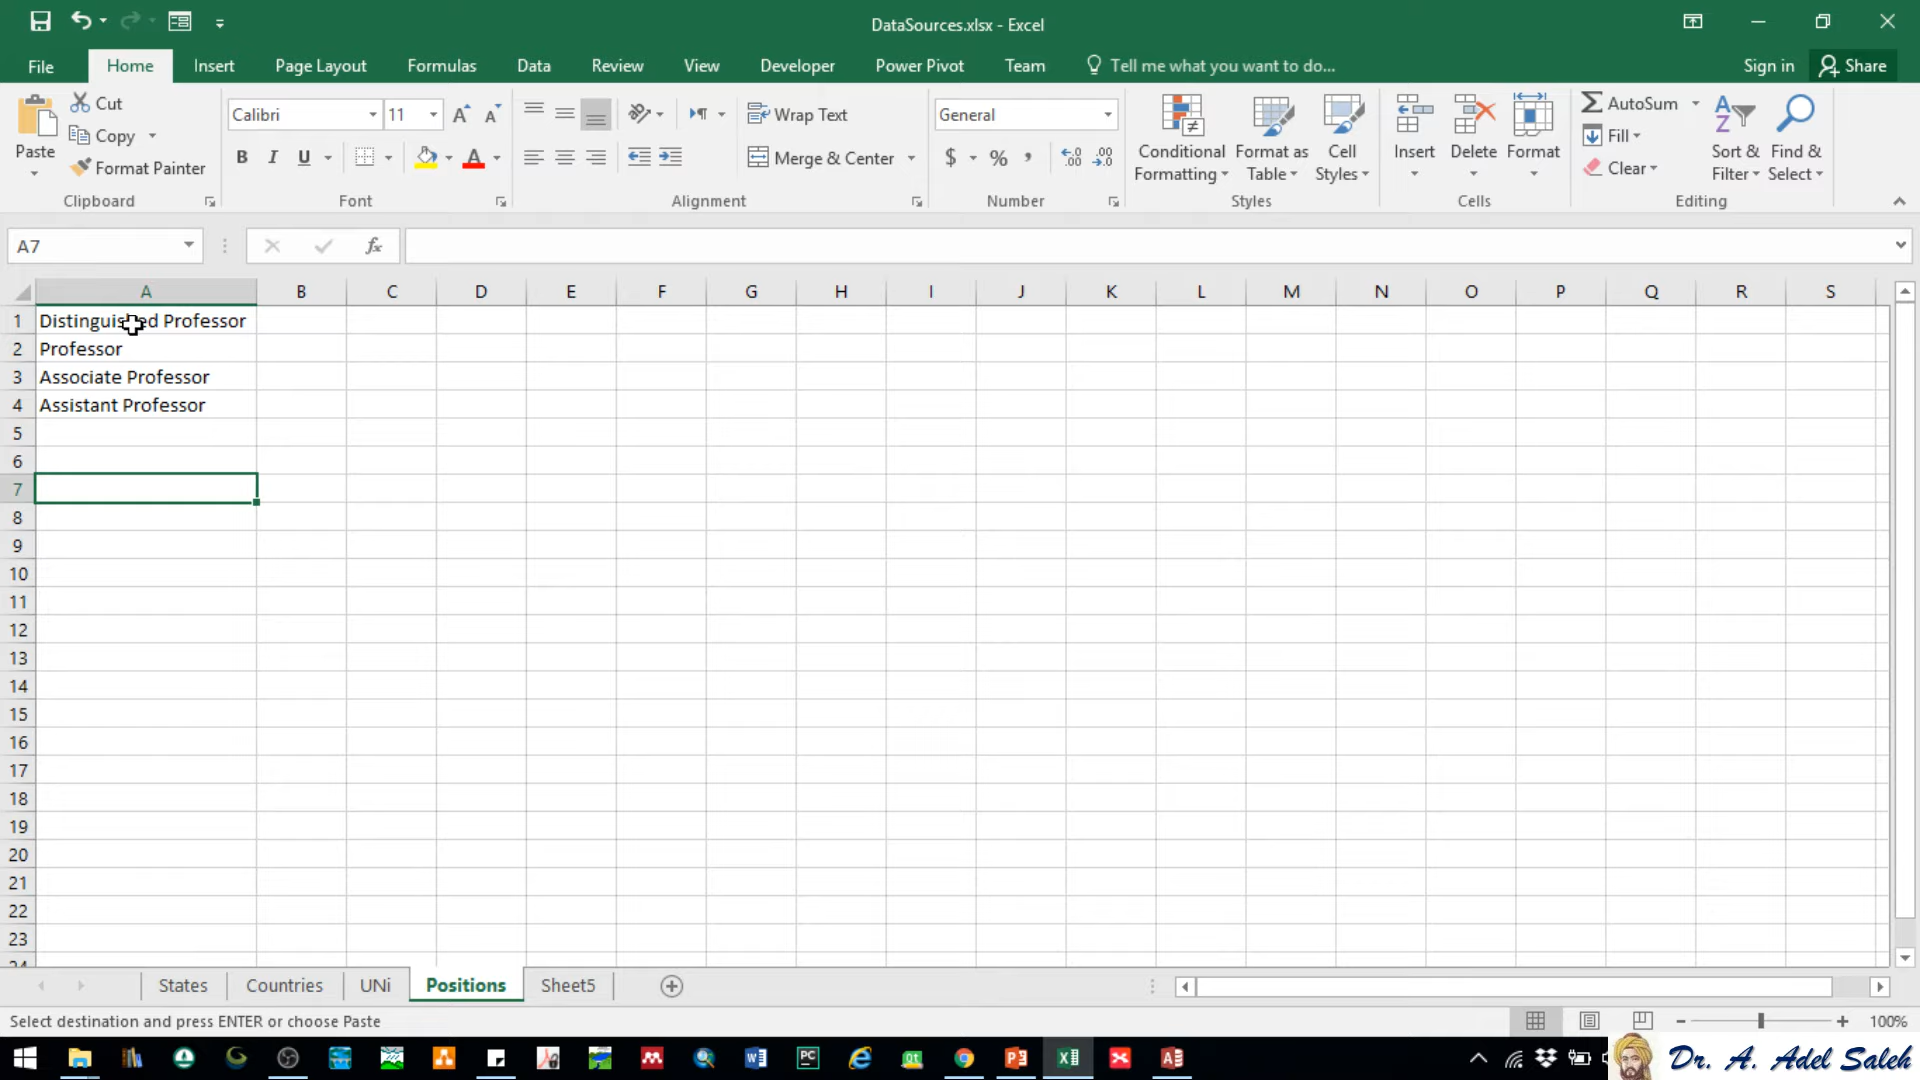 DataSources.xlsx - Excel
File Home Insert Page Layout Formulas Data Review View Developer Power Pivot Team Tell me what you want to do... Sign in Share
Paste
Cut
Copy
Format Painter
Clipboard
Calibri 11
B I U A
Font
Wrap Text
Merge & Center
Alignment
General
$ % ,
Number
Conditional Formatting
Format as Table
Cell Styles
Styles
Insert Delete Format
Cells
AutoSum
Fill
Clear
Sort & Filter
Find & Select
Editing
A7 fx
A B C D E F G H I J K L M N O P Q R S
1 Distinguished Professor
2 Professor
3 Associate Professor
4 Assistant Professor
5
6
7
8
9
10
11
12
13
14
15
16
17
18
19
20
21
22
23
24
States Countries UNi Positions Sheet5
Select destination and press ENTER or choose Paste 100%
Dr. A. Adel Saleh